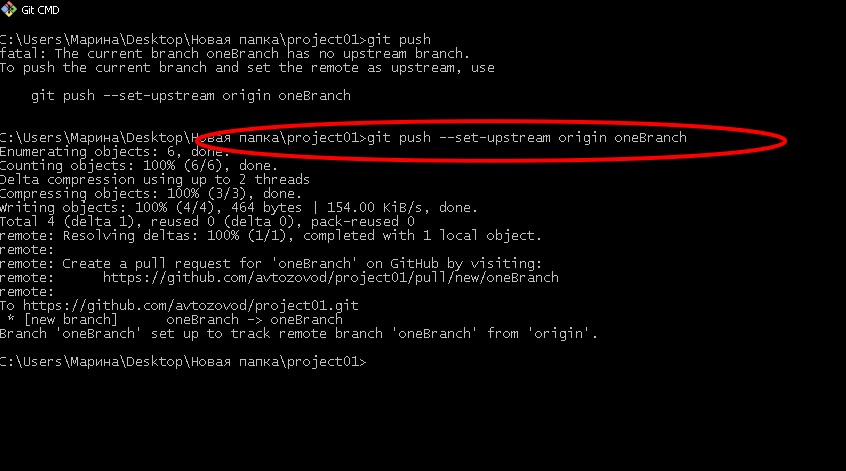 Git CMD
C:\Users\Марина\Desktop\Новая папка\project01>git push
fatal: The current branch oneBranch has no upstream branch.
To push the current branch and set the remote as upstream, use
git push --set-upstream origin oneBranch
C:\Users\Марина\Desktop\Новая папка\project01>git push --set-upstream origin oneBranch
Enumerating objects: 6, done.
Counting objects: 100% (6/6), done.
Delta compression using up to 2 threads
Compressing objects: 100% (3/3), done.
Writing objects: 100% (4/4), 464 bytes | 154.00 KiB/s, done.
Total 4 (delta 1), reused 0 (delta 0), pack-reused 0
remote: Resolving deltas: 100% (1/1), completed with 1 local object.
remote:
remote: Create a pull request for 'oneBranch' on GitHub by visiting:
remote:      https://github.com/avtozovod/project01/pull/new/oneBranch
remote:
To https://github.com/avtozovod/project01.git
 * [new branch]      oneBranch -> oneBranch
Branch 'oneBranch' set up to track remote branch 'oneBranch' from 'origin'.
C:\Users\Марина\Desktop\Новая папка\project01>